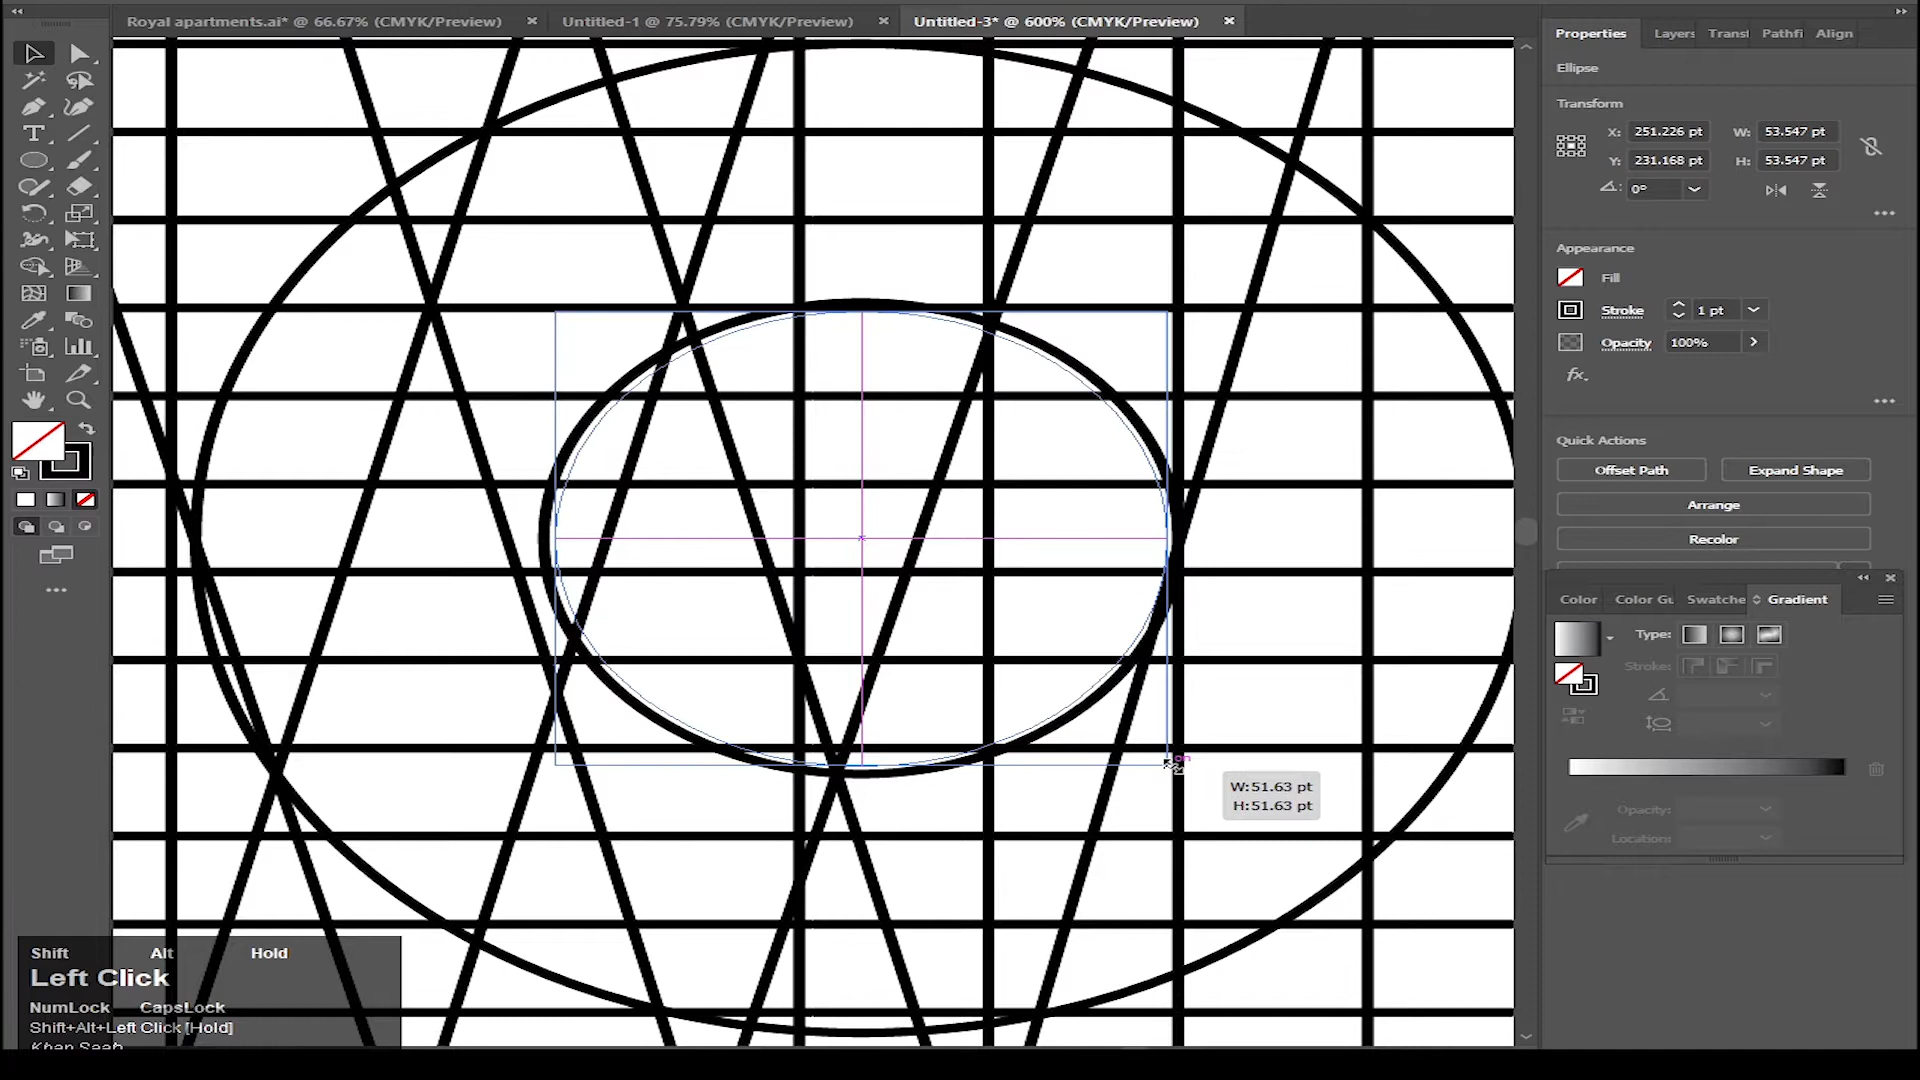 Royal apartments.ai* @ 66.67% (CMYK/Preview)
Untitled-1 @ 75.79% (CMYK/Preview)
Untitled-3* @ 600% (CMYK/Preview)
Properties
Layers
Transf
Pathfi
Align
Ellipse
Transform
X: 251.226 pt
W: 53.547 pt
Y: 231.168 pt
H: 53.547 pt
0°
Appearance
Fill
Stroke
1 pt
Opacity
100%
fx.
Quick Actions
Offset Path
Expand Shape
Arrange
Recolor
Color
Color Gu
Swatche
Gradient
Type:
Stroke:
Opacity:
Location:
W:51.63 pt
H:51.63 pt
Shift
Alt
Hold
Left Click
NumLock
CapsLock
Shift+Alt+Left Click [Hold]
Khan Saab